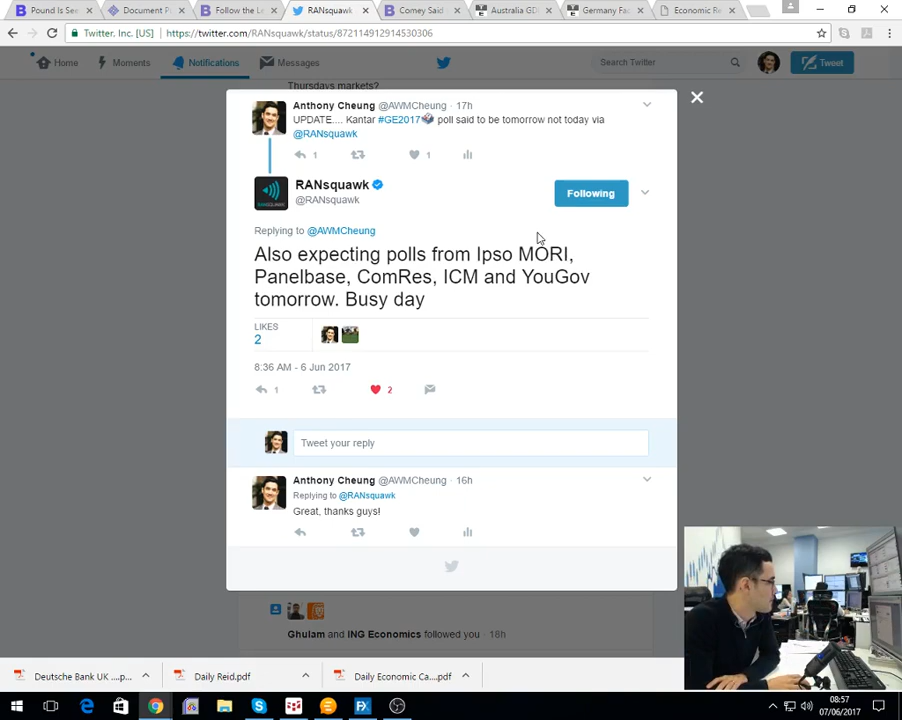 Pound Is See
Document P
Follow the Le
RANsquawk
Comey Said
Australia GD
Germany Fac
Economic Re
Twitter, Inc. [US]
https://twitter.com/RANsquawk/status/872114912914530306
Home
Moments
Notifications
Messages
Search Twitter
Tweet
Thursdays markets?
Anthony Cheung @AWMCheung · 17h
UPDATE.... Kantar #GE2017 poll said to be tomorrow not today via
@RANsquawk
1
1
RANsquawk
@RANsquawk
Following
Replying to @AWMCheung
Also expecting polls from Ipso MORI,
Panelbase, ComRes, ICM and YouGov
tomorrow. Busy day
LIKES
2
8:36 AM - 6 Jun 2017
1
2
Tweet your reply
Anthony Cheung @AWMCheung · 16h
Replying to @RANsquawk
Great, thanks guys!
Ghulam and ING Economics followed you · 18h
Deutsche Bank UK ....p...
Daily Reid.pdf
Daily Economic Ca....pdf
08:57
07/06/2017